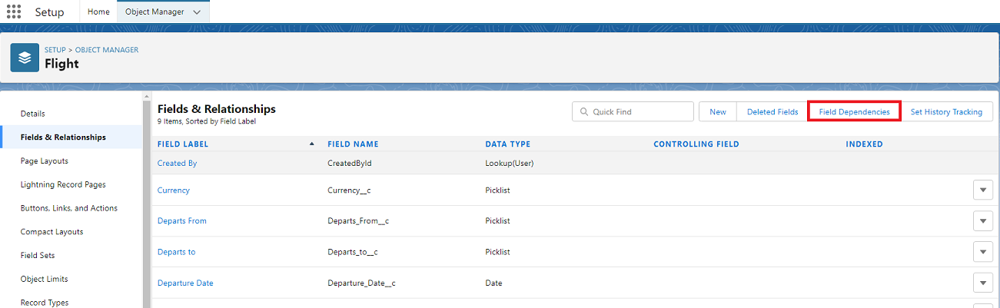 Setup Home Object Manager
SETUP > OBJECT MANAGER
Flight
Details
Fields & Relationships
Page Layouts
Lightning Record Pages
Buttons, Links, and Actions
Compact Layouts
Field Sets
Object Limits
Record Types
Fields & Relationships
9 Items, Sorted by Field Label
Quick Find New Deleted Fields Field Dependencies Set History Tracking
FIELD LABEL FIELD NAME DATA TYPE CONTROLLING FIELD INDEXED
Created By CreatedById Lookup(User)
Currency Currency__c Picklist
Departs From Departs_From__c Picklist
Departs to Departs_to__c Picklist
Departure Date Departure_Date__c Date